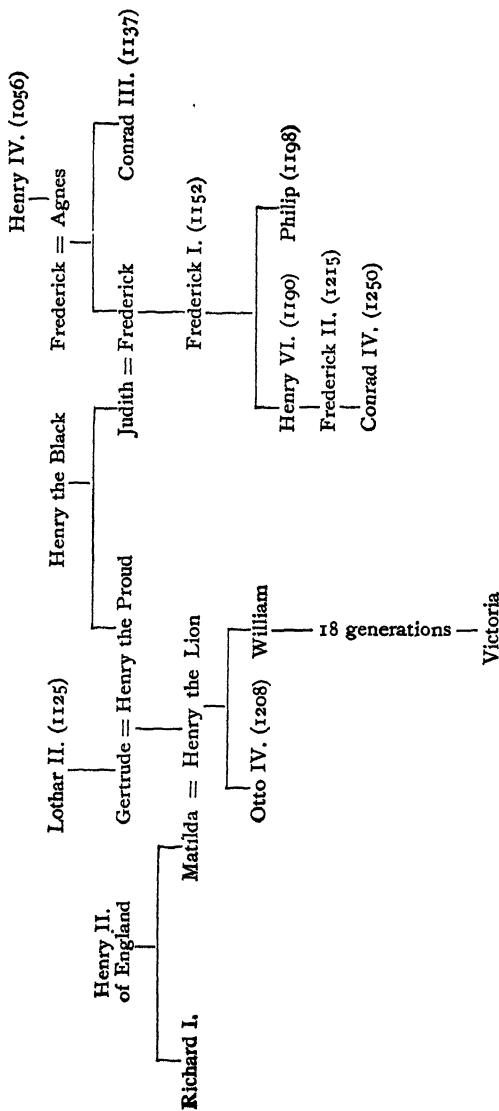 Henry IV. (1056)
Lothar II. (1125) Henry the Black Frederick = Agnes
Henry II.
of England
Gertrude = Henry the Proud Judith = Frederick Conrad III. (1137)
Richard I. Matilda = Henry the Lion Frederick I. (1152)
Otto IV. (1208) William Henry VI. (1190) Philip (1198)
18 generations Frederick II. (1215)
Victoria Conrad IV. (1250)